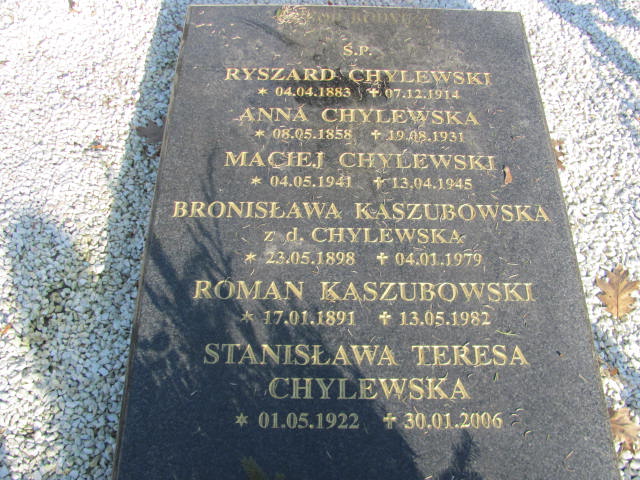 Ś.P.
RYSZARD CHYLEWSKI
* 04.04.1883 ✝ 07.12.1914
ANNA CHYLEWSKA
* 08.05.1858 ✝ 19.08.1931
MACIEJ CHYLEWSKI
* 04.05.1941 ✝ 13.04.1945
BRONISŁAWA KASZUBOWSKA
z d. CHYLEWSKA
* 23.05.1898 ✝ 04.01.1979
ROMAN KASZUBOWSKI
* 17.01.1891 ✝ 13.05.1982
STANISŁAWA TERESA
CHYLEWSKA
* 01.05.1922 ✝ 30.01.2006